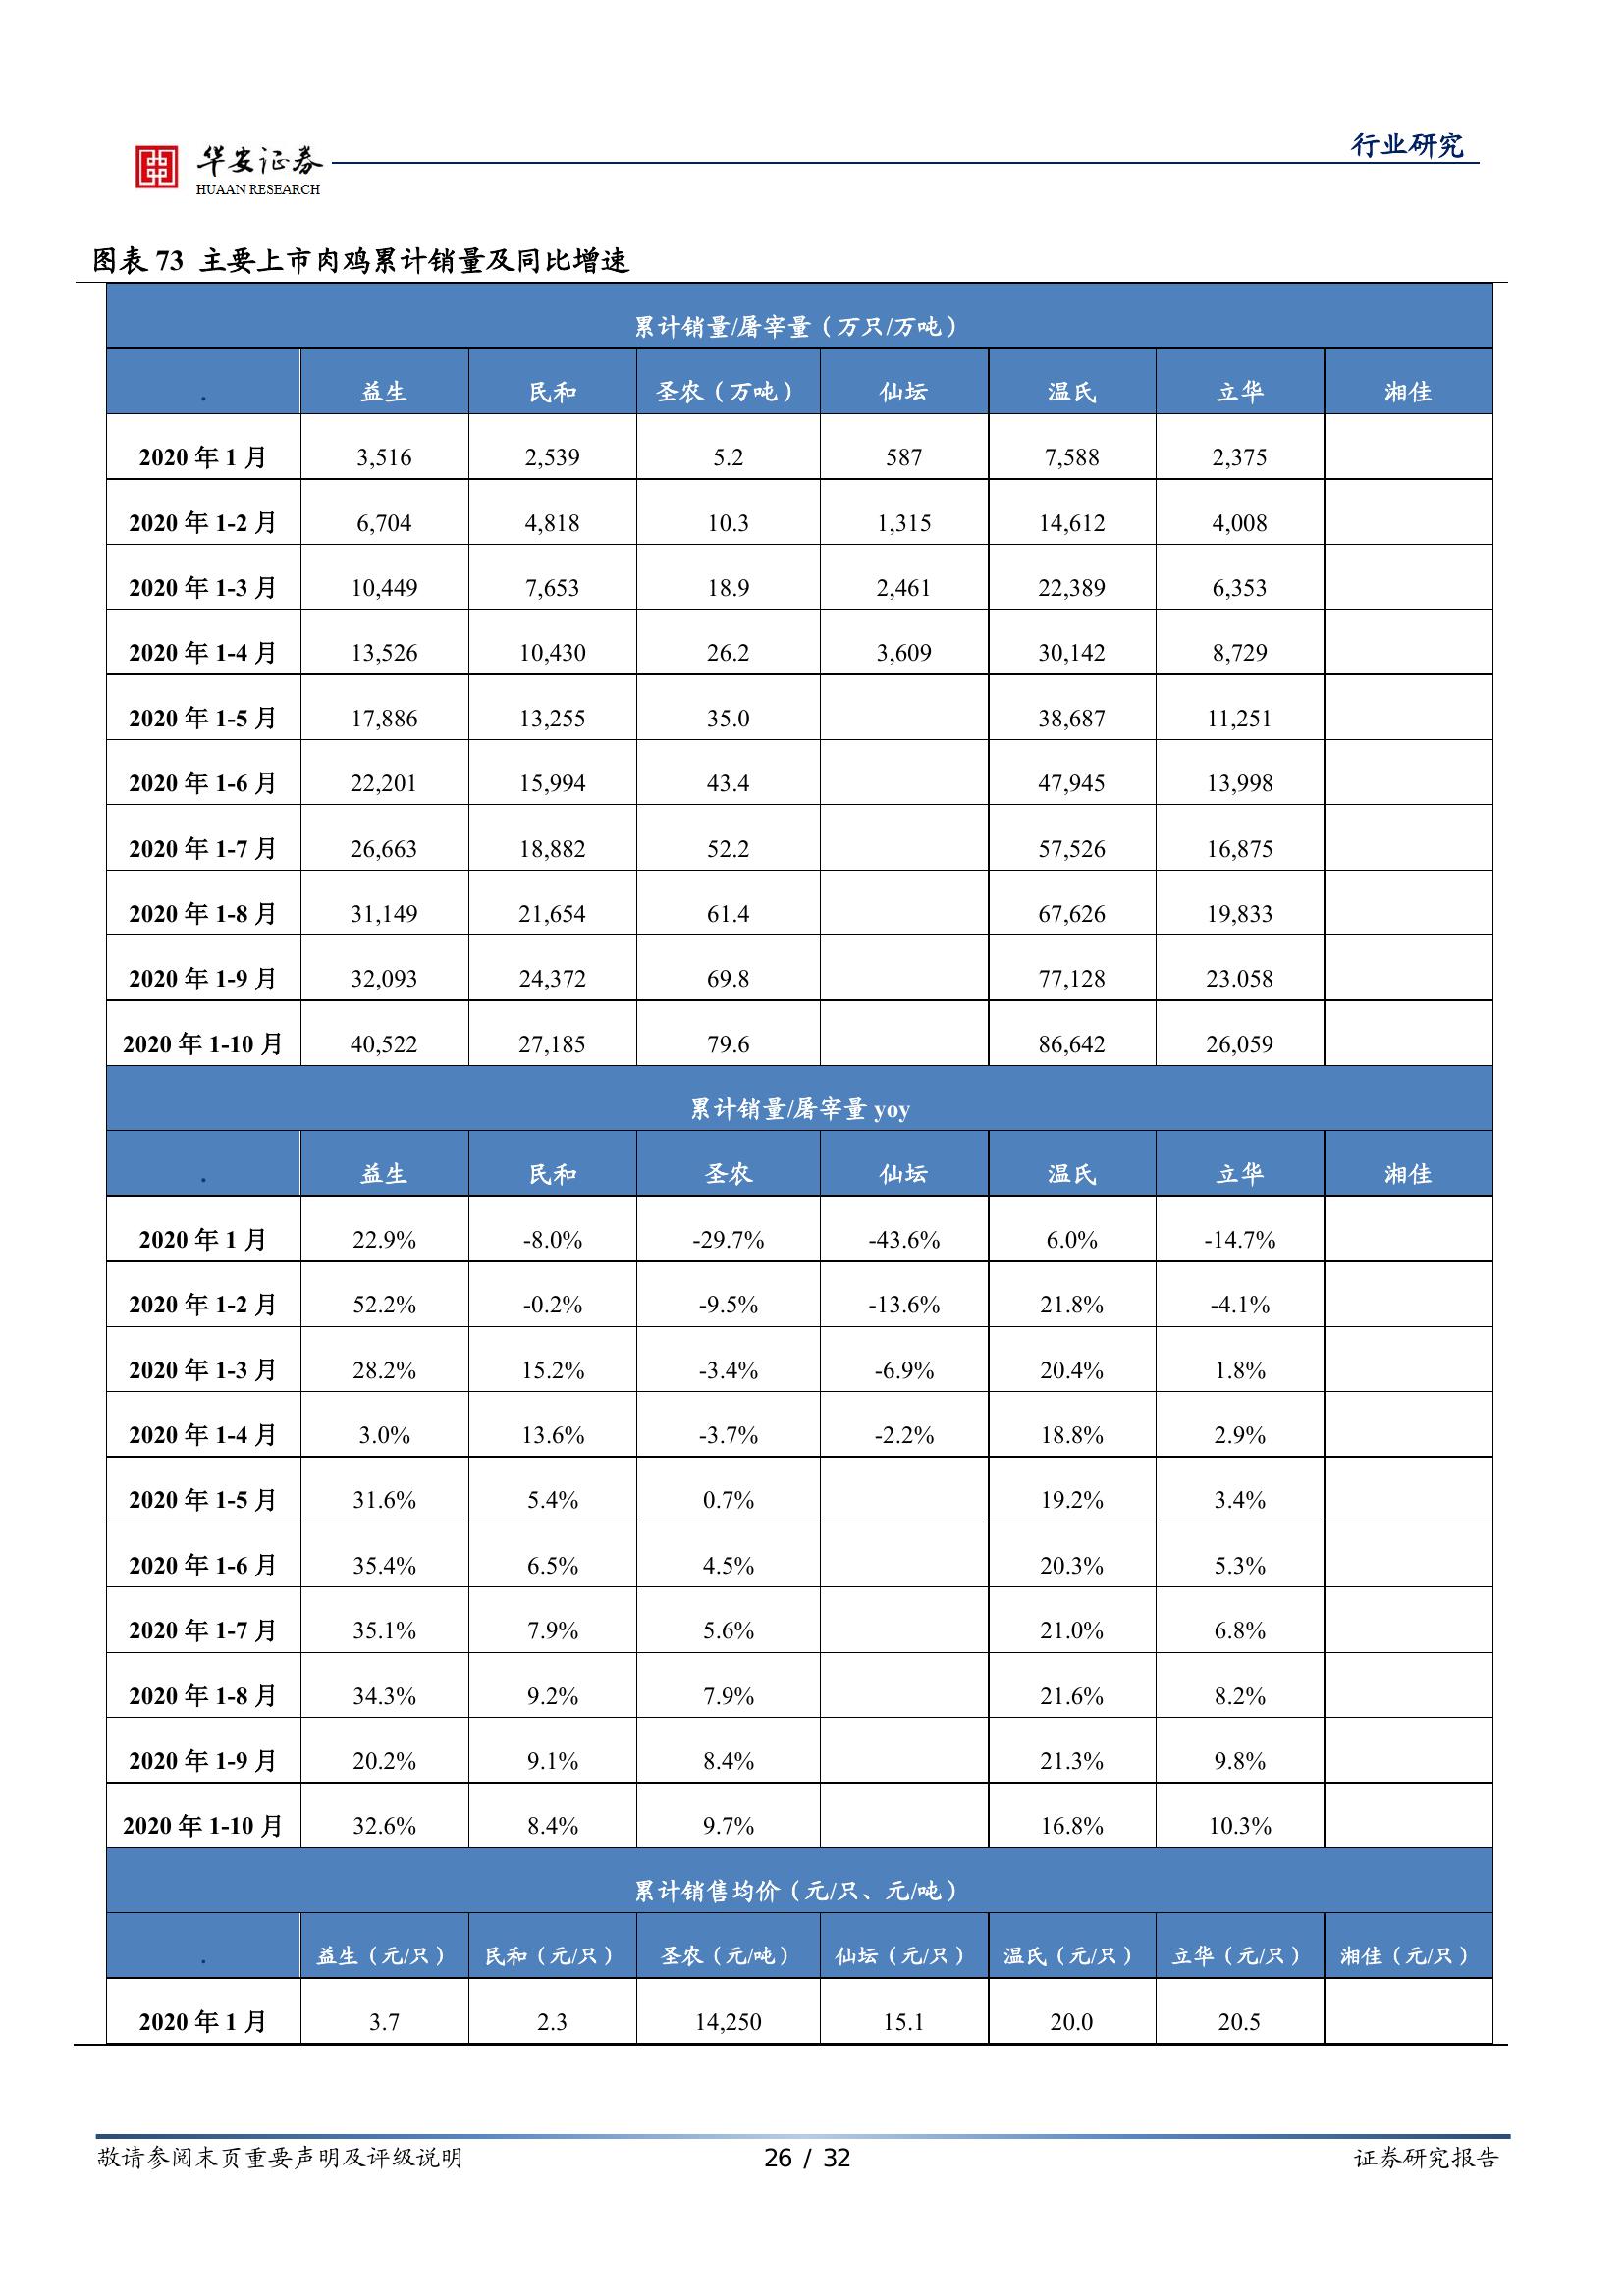 华安证券
HUAAN RESEARCH
行业研究
图表 73 主要上市肉鸡累计销量及同比增速
累计销量/屠宰量（万只/万吨）
. 益生 民和 圣农（万吨） 仙坛 温氏 立华 湘佳
2020 年 1 月 3,516 2,539 5.2 587 7,588 2,375
2020 年 1-2 月 6,704 4,818 10.3 1,315 14,612 4,008
2020 年 1-3 月 10,449 7,653 18.9 2,461 22,389 6,353
2020 年 1-4 月 13,526 10,430 26.2 3,609 30,142 8,729
2020 年 1-5 月 17,886 13,255 35.0 38,687 11,251
2020 年 1-6 月 22,201 15,994 43.4 47,945 13,998
2020 年 1-7 月 26,663 18,882 52.2 57,526 16,875
2020 年 1-8 月 31,149 21,654 61.4 67,626 19,833
2020 年 1-9 月 32,093 24,372 69.8 77,128 23.058
2020 年 1-10 月 40,522 27,185 79.6 86,642 26,059
累计销量/屠宰量 yoy
. 益生 民和 圣农 仙坛 温氏 立华 湘佳
2020 年 1 月 22.9% -8.0% -29.7% -43.6% 6.0% -14.7%
2020 年 1-2 月 52.2% -0.2% -9.5% -13.6% 21.8% -4.1%
2020 年 1-3 月 28.2% 15.2% -3.4% -6.9% 20.4% 1.8%
2020 年 1-4 月 3.0% 13.6% -3.7% -2.2% 18.8% 2.9%
2020 年 1-5 月 31.6% 5.4% 0.7% 19.2% 3.4%
2020 年 1-6 月 35.4% 6.5% 4.5% 20.3% 5.3%
2020 年 1-7 月 35.1% 7.9% 5.6% 21.0% 6.8%
2020 年 1-8 月 34.3% 9.2% 7.9% 21.6% 8.2%
2020 年 1-9 月 20.2% 9.1% 8.4% 21.3% 9.8%
2020 年 1-10 月 32.6% 8.4% 9.7% 16.8% 10.3%
累计销售均价（元/只、元/吨）
. 益生（元/只） 民和（元/只） 圣农（元/吨） 仙坛（元/只） 温氏（元/只） 立华（元/只） 湘佳（元/只）
2020 年 1 月 3.7 2.3 14,250 15.1 20.0 20.5
敬请参阅末页重要声明及评级说明 26 / 32 证券研究报告